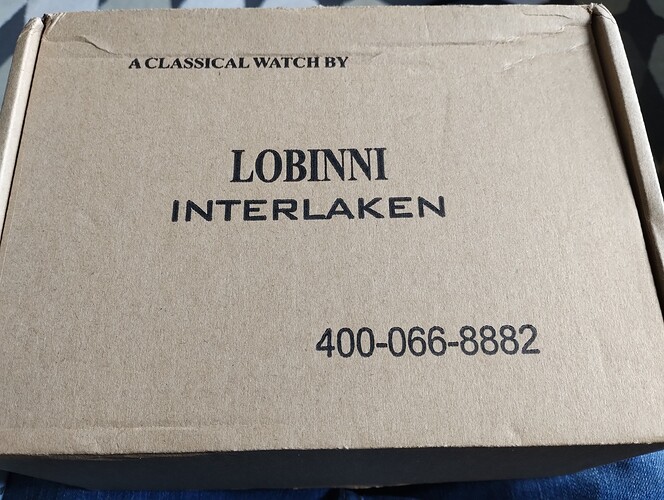 A CLASSICAL WATCH BY
LOBINNI
INTERLAKEN
400-066-8882